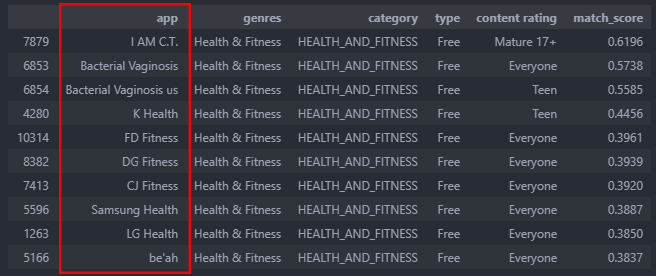 app genres category type content rating match_score
7879 I AM C.T. Health & Fitness HEALTH_AND_FITNESS Free Mature 17+ 0.6196
6853 Bacterial Vaginosis Health & Fitness HEALTH_AND_FITNESS Free Everyone 0.5738
6854 Bacterial Vaginosis us Health & Fitness HEALTH_AND_FITNESS Free Teen 0.5585
4280 K Health Health & Fitness HEALTH_AND_FITNESS Free Teen 0.4456
10314 FD Fitness Health & Fitness HEALTH_AND_FITNESS Free Everyone 0.3961
8382 DG Fitness Health & Fitness HEALTH_AND_FITNESS Free Everyone 0.3939
7413 CJ Fitness Health & Fitness HEALTH_AND_FITNESS Free Everyone 0.3920
5596 Samsung Health Health & Fitness HEALTH_AND_FITNESS Free Everyone 0.3887
1263 LG Health Health & Fitness HEALTH_AND_FITNESS Free Everyone 0.3850
5166 be'ah Health & Fitness HEALTH_AND_FITNESS Free Everyone 0.3837